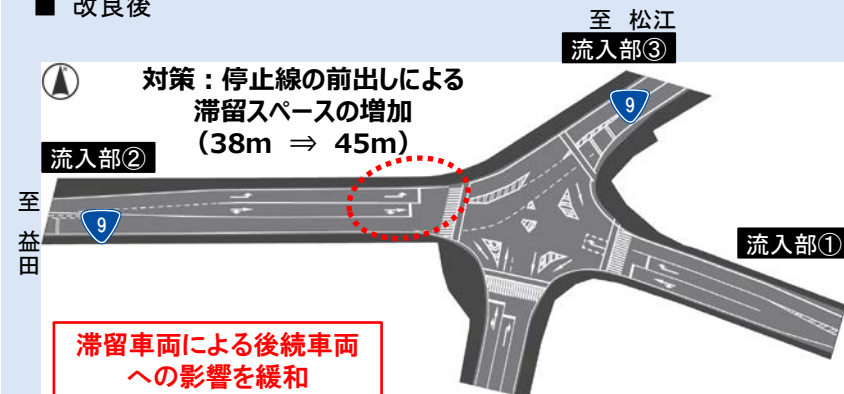 ■ 改良後
至 松江
流入部③
対策：停止線の前出しによる
滞留スペースの増加
（38m ⇒ 45m）
9
流入部②
至 益田
9
流入部①
滞留車両による後続車両
への影響を緩和